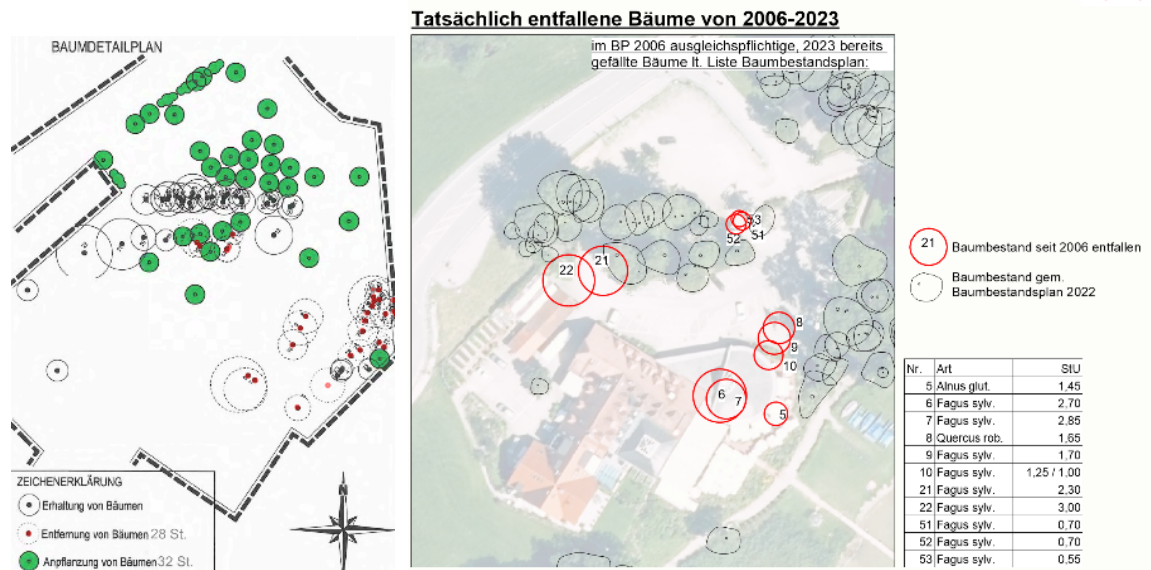 Tatsächlich entfallene Bäume von 2006-2023
BAUMDETAILPLAN
im BP 2006 ausgleichspflichtige, 2023 bereits
gefällte Bäume lt. Liste Baumbestandsplan:
53
52 51
21
22
8
9
10
6
7
5
21 Baumbestand seit 2006 entfallen
Baumbestand gem.
Baumbestandsplan 2022
Nr. Art StU
5 Alnus glut. 1,45
6 Fagus sylv. 2,70
7 Fagus sylv. 2,85
8 Quercus rob. 1,65
9 Fagus sylv. 1,70
10 Fagus sylv. 1,25 / 1,00
21 Fagus sylv. 2,30
22 Fagus sylv. 3,00
51 Fagus sylv. 0,70
52 Fagus sylv. 0,70
53 Fagus sylv. 0,55
ZEICHENERKLÄRUNG
Erhaltung von Bäumen
Entfernung von Bäumen 28 St.
Anpflanzung von Bäumen 32 St.
N